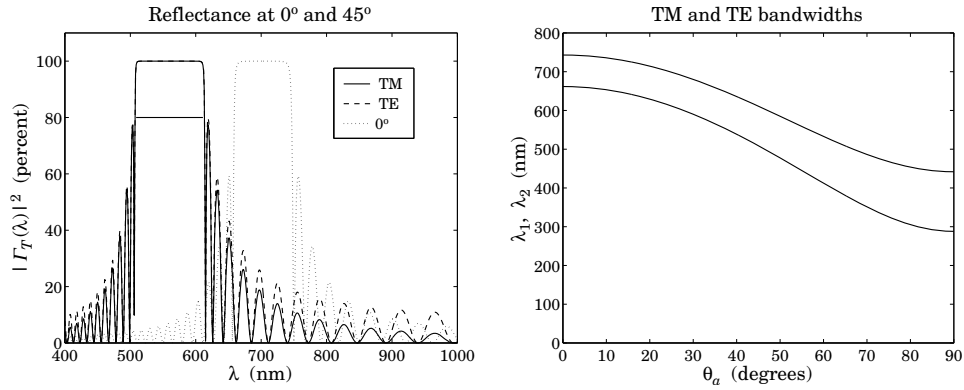 Reflectance at 0º and 45º
|Γ_T(λ)|² (percent)
100
80
60
40
20
0
TM
TE
0º
400 500 600 700 800 900 1000
λ (nm)
TM and TE bandwidths
λ₁, λ₂ (nm)
800
700
600
500
400
300
200
100
0
0 10 20 30 40 50 60 70 80 90
θ_a (degrees)